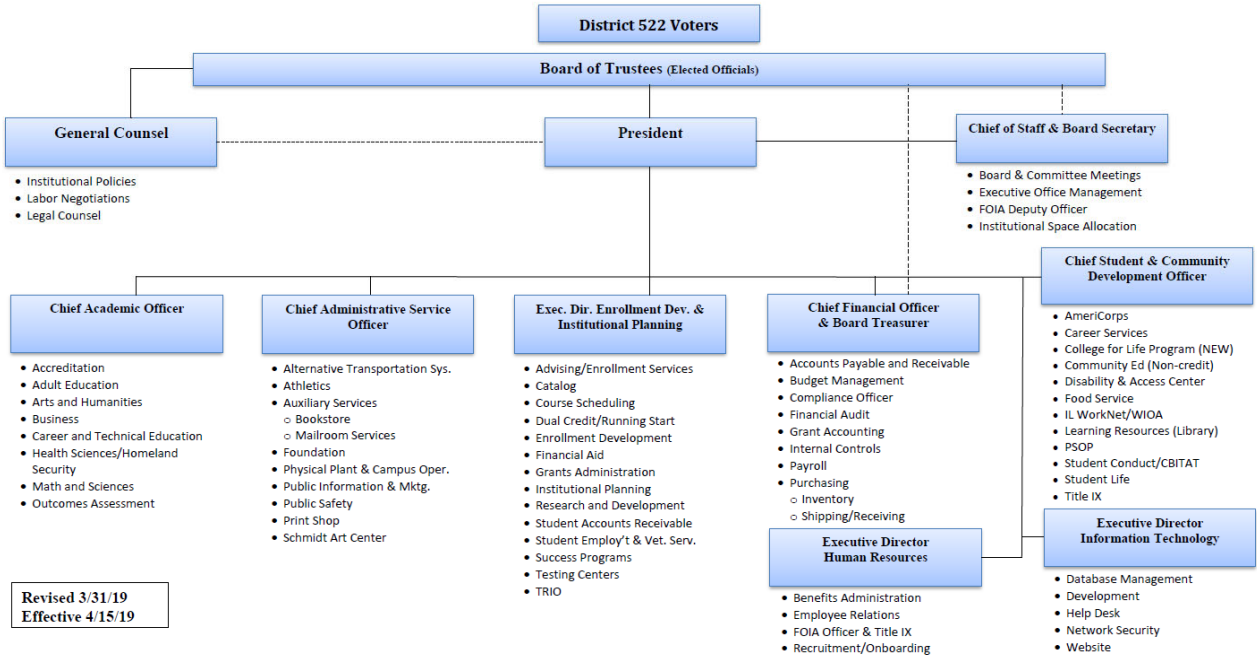 District 522 Voters
Board of Trustees (Elected Officials)
General Counsel
• Institutional Policies
• Labor Negotiations
• Legal Counsel
President
Chief of Staff & Board Secretary
• Board & Committee Meetings
• Executive Office Management
• FOIA Deputy Officer
• Institutional Space Allocation
Chief Academic Officer
• Accreditation
• Adult Education
• Arts and Humanities
• Business
• Career and Technical Education
• Health Sciences/Homeland
Security
• Math and Sciences
• Outcomes Assessment
Chief Administrative Service
Officer
• Alternative Transportation Sys.
• Athletics
• Auxiliary Services
o Bookstore
o Mailroom Services
• Foundation
• Physical Plant & Campus Oper.
• Public Information & Mktg.
• Public Safety
• Print Shop
• Schmidt Art Center
Exec. Dir. Enrollment Dev. &
Institutional Planning
• Advising/Enrollment Services
• Catalog
• Course Scheduling
• Dual Credit/Running Start
• Enrollment Development
• Financial Aid
• Grants Administration
• Institutional Planning
• Research and Development
• Student Accounts Receivable
• Student Employ't & Vet. Serv.
• Success Programs
• Testing Centers
• TRIO
Chief Financial Officer
& Board Treasurer
• Accounts Payable and Receivable
• Budget Management
• Compliance Officer
• Financial Audit
• Grant Accounting
• Internal Controls
• Payroll
• Purchasing
o Inventory
o Shipping/Receiving
Chief Student & Community
Development Officer
• AmeriCorps
• Career Services
• College for Life Program (NEW)
• Community Ed (Non-credit)
• Disability & Access Center
• Food Service
• IL WorkNet/WIOA
• Learning Resources (Library)
• PSOP
• Student Conduct/CBITAT
• Student Life
• Title IX
Executive Director
Human Resources
• Benefits Administration
• Employee Relations
• FOIA Officer & Title IX
• Recruitment/Onboarding
Executive Director
Information Technology
• Database Management
• Development
• Help Desk
• Network Security
• Website
Revised 3/31/19
Effective 4/15/19